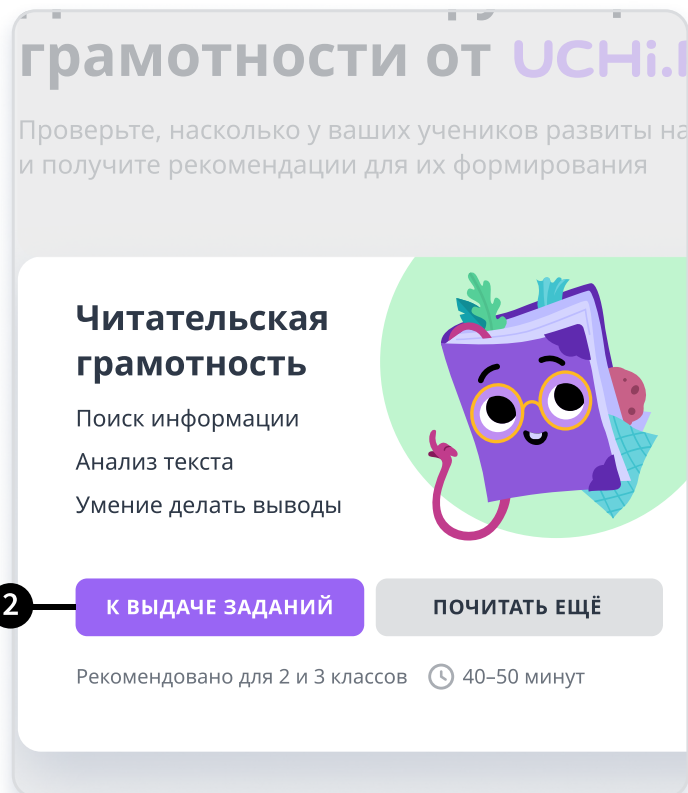 грамотности от UCHi.
Проверьте, насколько у ваших учеников развиты
и получите рекомендации для их формирования
Читательская
грамотность
Поиск информации
Анализ текста
Умение делать выводы
2
К ВЫДАЧЕ ЗАДАНИЙ
ПОЧИТАТЬ ЕЩЁ
Рекомендовано для 2 и 3 классов
40–50 минут